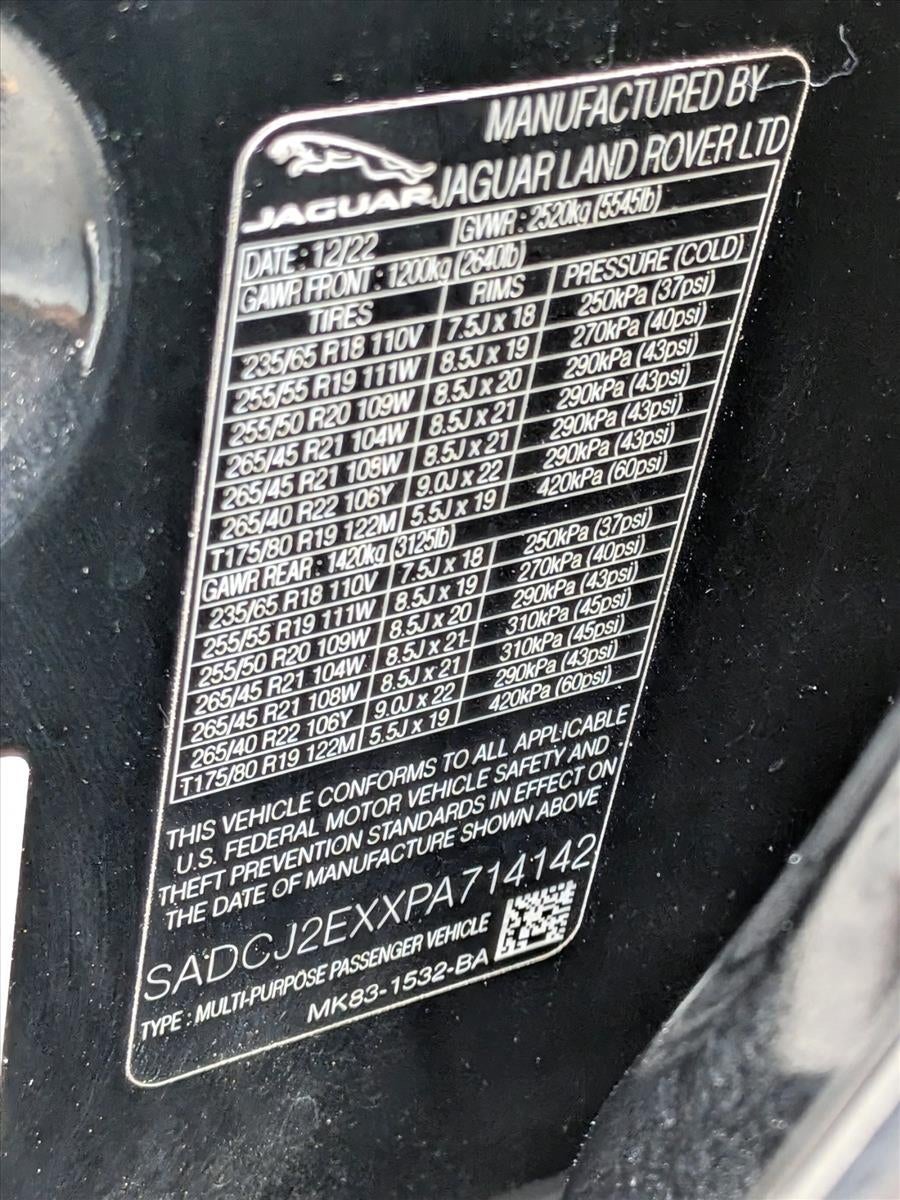 MANUFACTURED BY
JAGUAR JAGUAR LAND ROVER LTD
DATE : 12/22 GVWR : 2520kg (5545lb)
GAWR FRONT : 1200kg (2640lb)
TIRES RIMS PRESSURE (COLD)
235/65 R18 110V 7.5J x 18 250kPa (37psi)
255/55 R19 111W 8.5J x 19 270kPa (40psi)
255/50 R20 109W 8.5J x 20 290kPa (43psi)
265/45 R21 104W 8.5J x 21 290kPa (43psi)
265/45 R21 108W 8.5J x 21 290kPa (43psi)
265/40 R22 106Y 9.0J x 22 290kPa (43psi)
T175/80 R19 122M 5.5J x 19 420kPa (60psi)
GAWR REAR : 1420kg (3125lb)
235/65 R18 110V 7.5J x 18 250kPa (37psi)
255/55 R19 111W 8.5J x 19 270kPa (40psi)
255/50 R20 109W 8.5J x 20 290kPa (43psi)
265/45 R21 104W 8.5J x 21 310kPa (45psi)
265/45 R21 108W 8.5J x 21 310kPa (45psi)
265/40 R22 106Y 9.0J x 22 290kPa (43psi)
T175/80 R19 122M 5.5J x 19 420kPa (60psi)
THIS VEHICLE CONFORMS TO ALL APPLICABLE
U.S. FEDERAL MOTOR VEHICLE SAFETY AND
THEFT PREVENTION STANDARDS IN EFFECT ON
THE DATE OF MANUFACTURE SHOWN ABOVE
SADCJ2EXXPA714142
TYPE : MULTI-PURPOSE PASSENGER VEHICLE
MK83-1532-BA